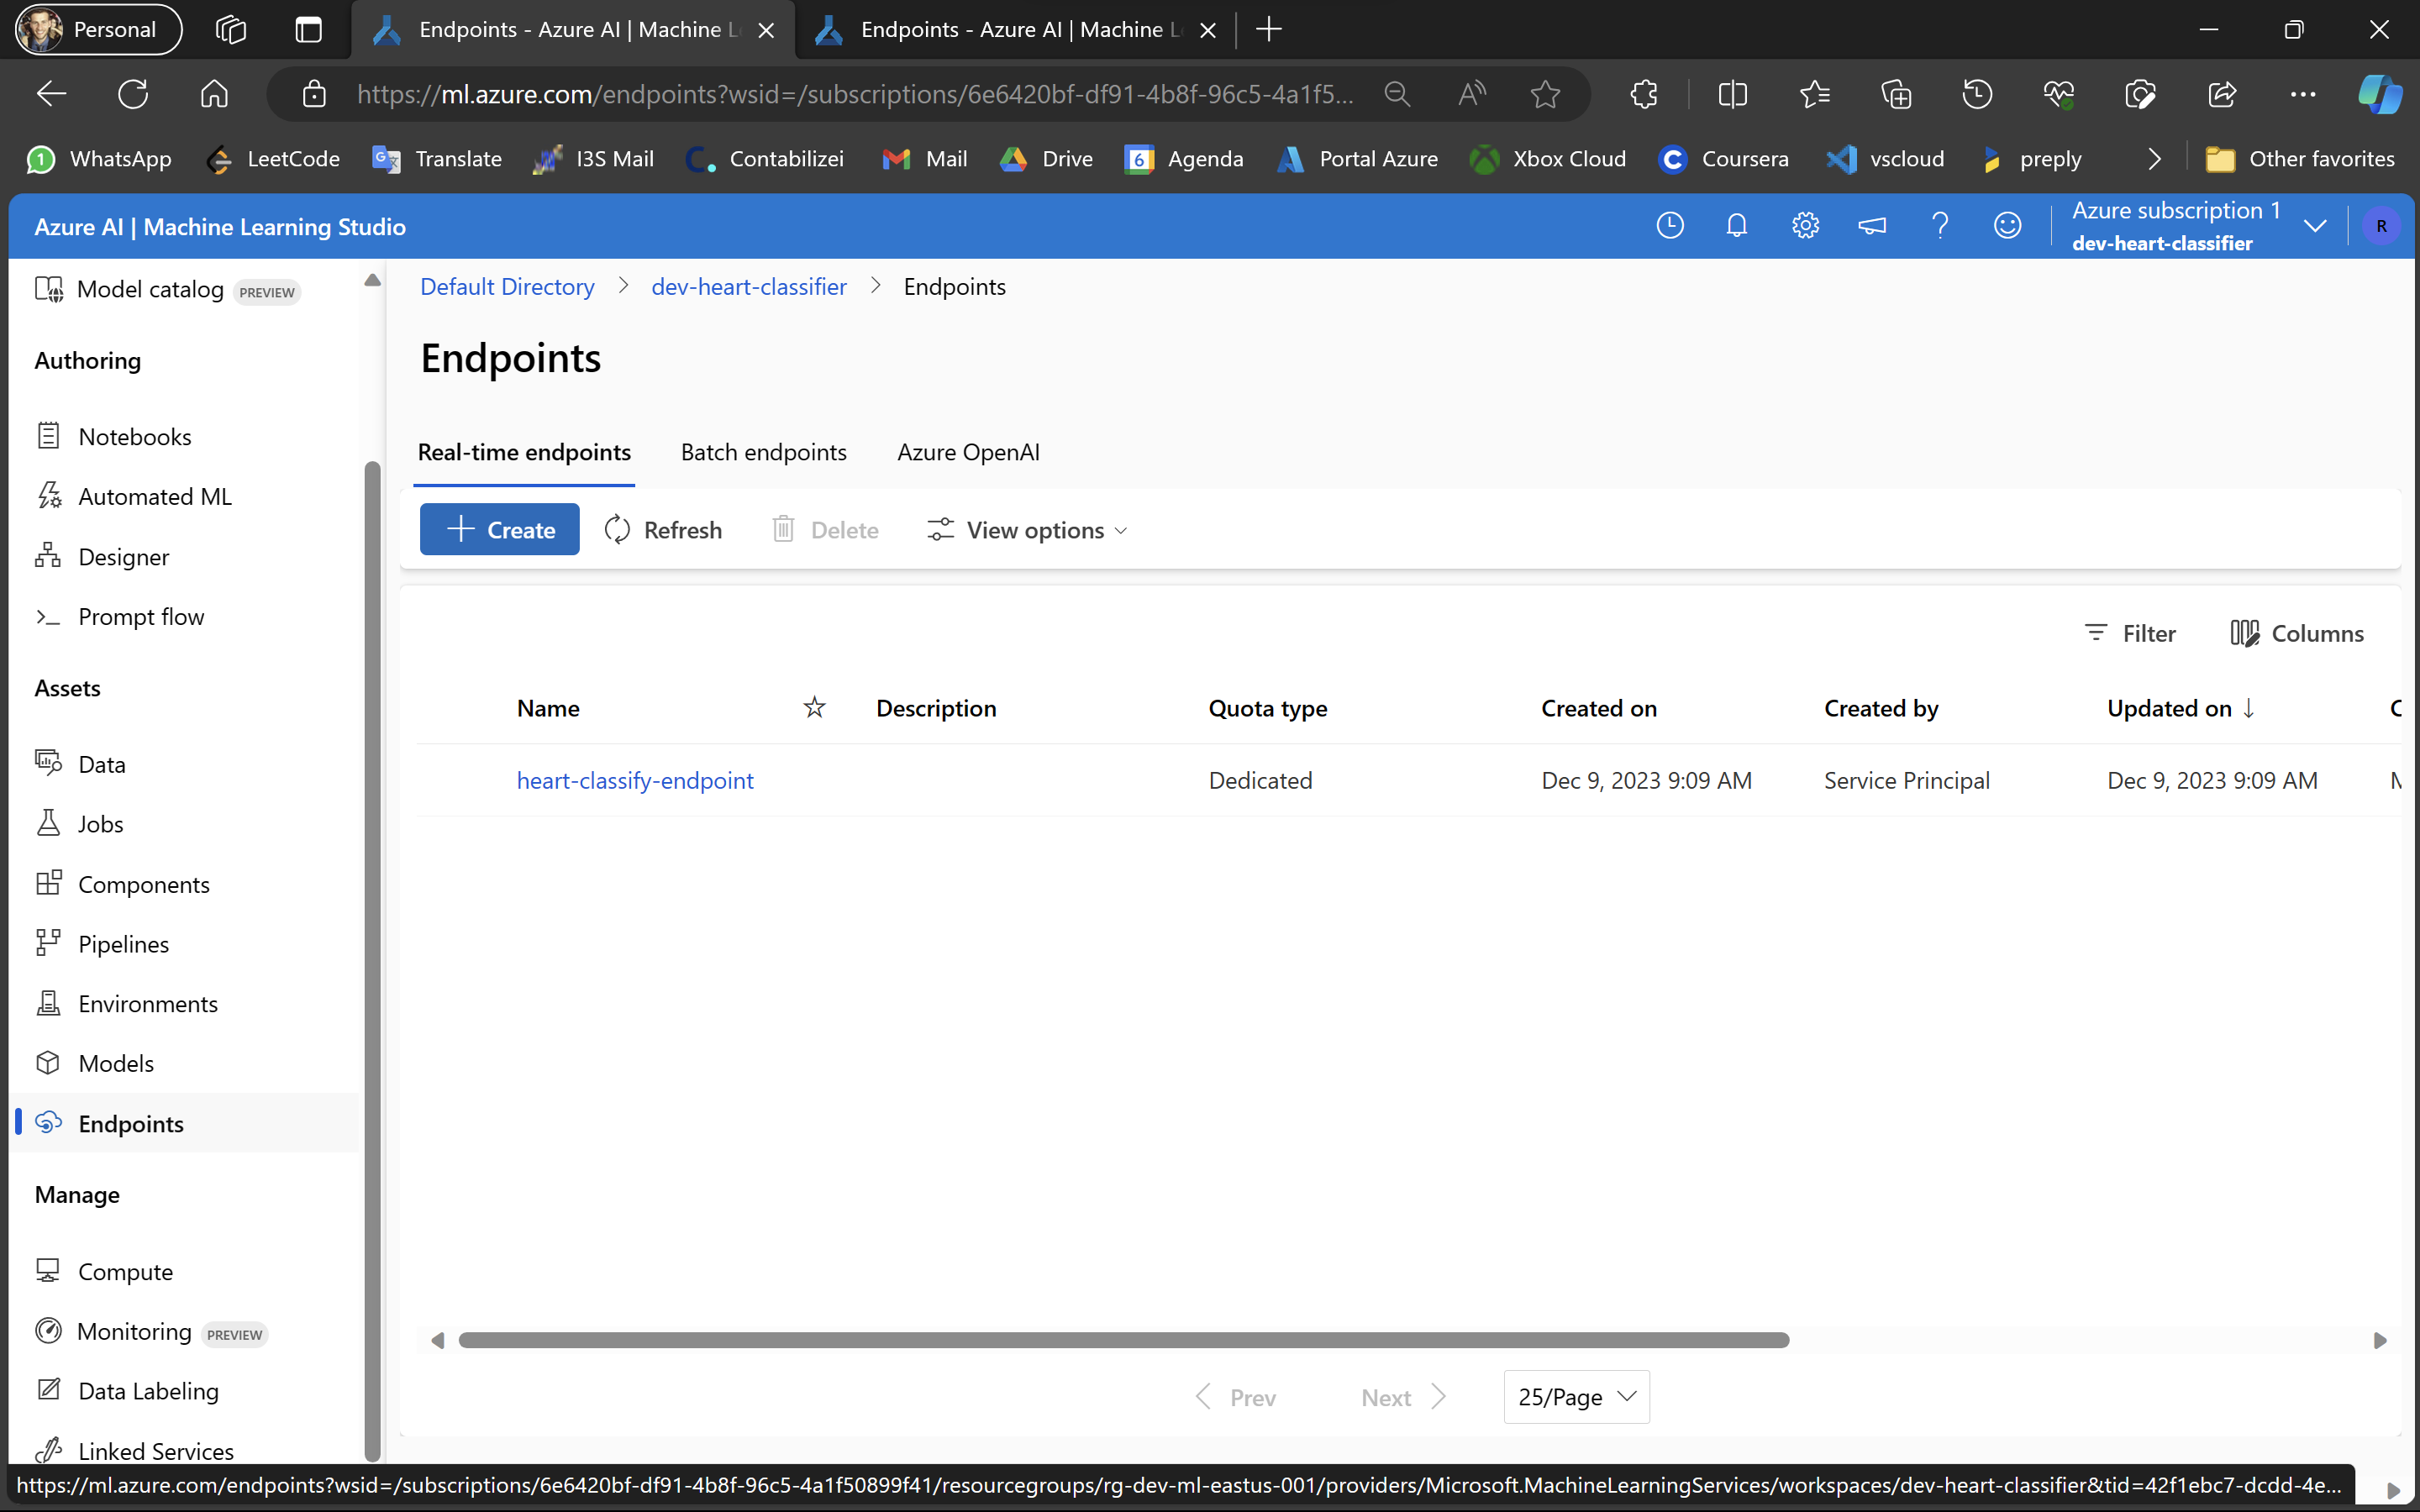 Personal
Endpoints - Azure AI | Machine L
Endpoints - Azure AI | Machine L
https://ml.azure.com/endpoints?wsid=/subscriptions/6e6420bf-df91-4b8f-96c5-4a1f5...
1 WhatsApp
LeetCode
Translate
I3S Mail
Contabilizei
Mail
Drive
6 Agenda
Portal Azure
Xbox Cloud
Coursera
vscloud
preply
Other favorites
Azure AI | Machine Learning Studio
Azure subscription 1
dev-heart-classifier
R
Model catalog PREVIEW
Authoring
Notebooks
Automated ML
Designer
Prompt flow
Assets
Data
Jobs
Components
Pipelines
Environments
Models
Endpoints
Manage
Compute
Monitoring PREVIEW
Data Labeling
Linked Services
Default Directory > dev-heart-classifier > Endpoints
Endpoints
Real-time endpoints Batch endpoints Azure OpenAI
Create Refresh Delete View options
Filter Columns
Name Description Quota type Created on Created by Updated on ↓
heart-classify-endpoint Dedicated Dec 9, 2023 9:09 AM Service Principal Dec 9, 2023 9:09 AM
Prev Next 25/Page
https://ml.azure.com/endpoints?wsid=/subscriptions/6e6420bf-df91-4b8f-96c5-4a1f50899f41/resourcegroups/rg-dev-ml-eastus-001/providers/Microsoft.MachineLearningServices/workspaces/dev-heart-classifier&tid=42f1ebc7-dcdd-4e...